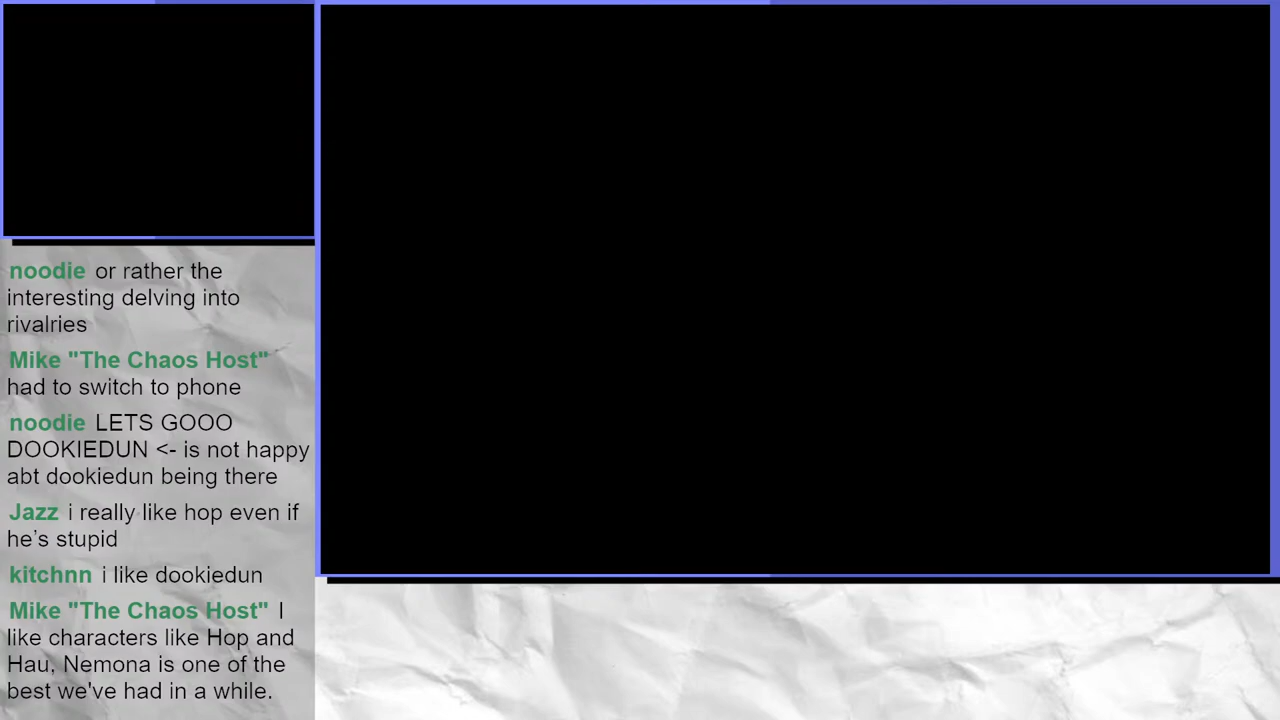 noodie or rather the
interesting delving into
rivalries
Mike "The Chaos Host"
had to switch to phone
noodie LETS GOOO
DOOKIEDUN <- is not happy
abt dookiedun being there
Jazz i really like hop even if
he’s stupid
kitchnn i like dookiedun
Mike "The Chaos Host" I
like characters like Hop and
Hau, Nemona is one of the
best we've had in a while.